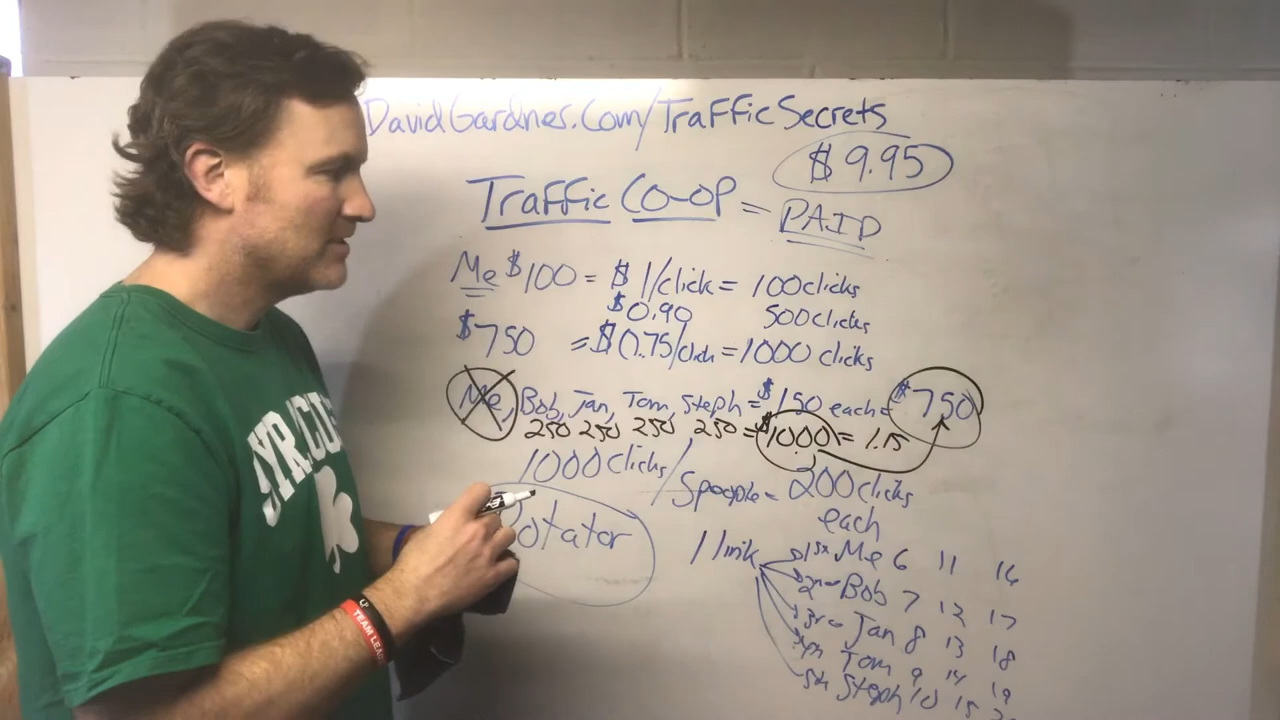 DavidGardner.Com/TrafficSecrets
$9.95
Traffic CO-OP = PAID
Me $100 = $1/click = 100 clicks
$0.90 500 clicks
$750 = $0.75/click = 1000 clicks
Me, Bob, Jan, Tom, Steph = $150 each = $750
250 250 250 250 = $1000 = 1.15
1000 clicks / 5 people = 200 clicks
each
Rotator
1 link
1st Me 6 11 16
2nd Bob 7 12 17
3rd Jan 8 13 18
4th Tom 9 14 19
5th Steph 10 15
SYRACUSE
TEAM